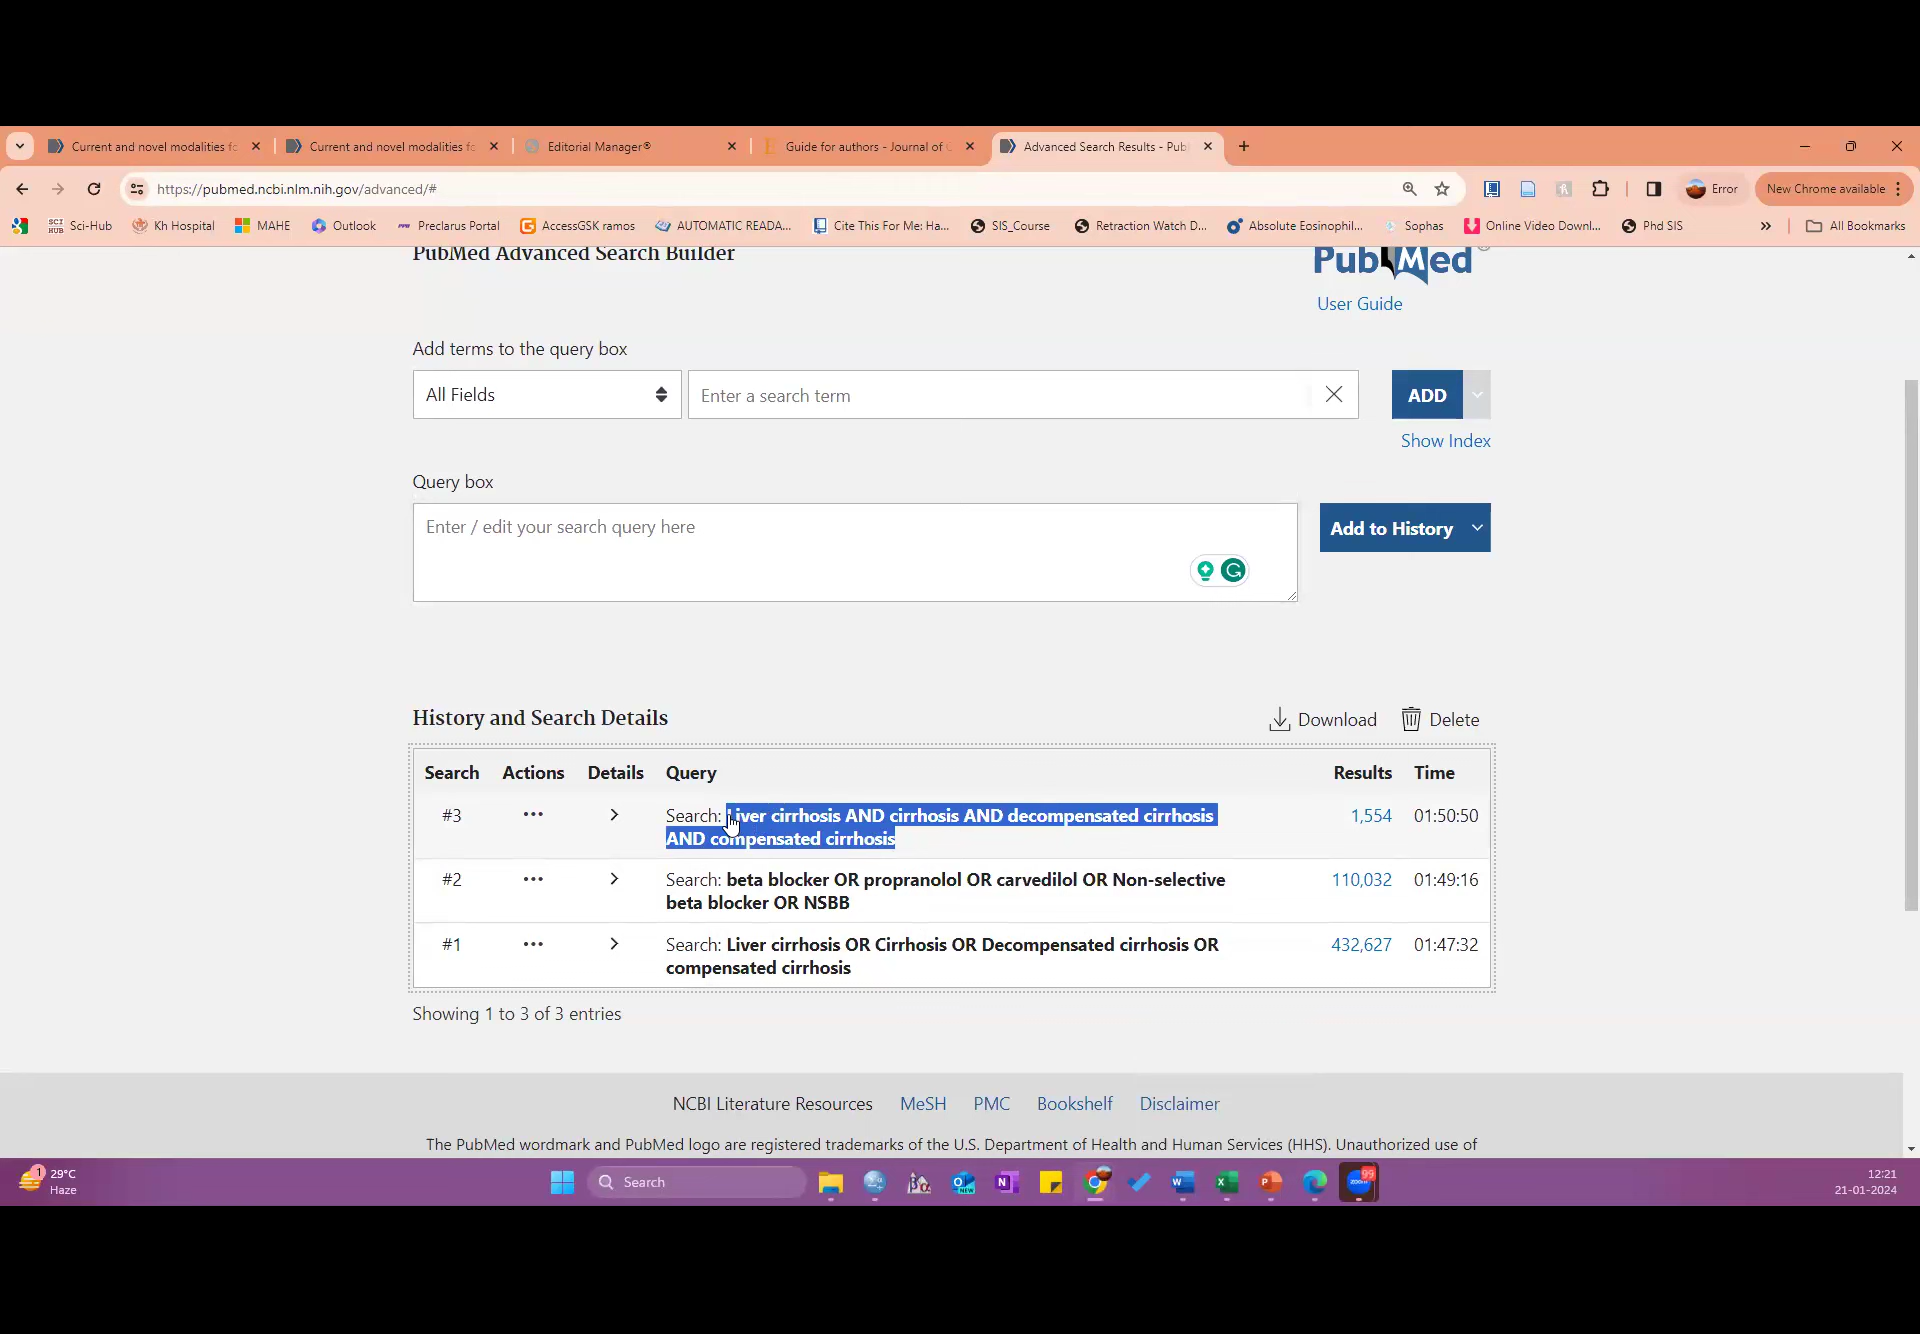 Current and novel modalities fo
Current and novel modalities fo
Editorial Manager®
Guide for authors - Journal of C
Advanced Search Results - Pub
https://pubmed.ncbi.nlm.nih.gov/advanced/#
Error
New Chrome available
SCI HUB Sci-Hub
Kh Hospital
MAHE
Outlook
Preclarus Portal
AccessGSK ramos
AUTOMATIC READA...
Cite This For Me: Ha...
SIS_Course
Retraction Watch D...
Absolute Eosinophil...
Sophas
Online Video Downl...
Phd SIS
»
All Bookmarks
PubMed Advanced Search Builder
PubMed
User Guide
Add terms to the query box
All Fields
Enter a search term
ADD
Show Index
Query box
Enter / edit your search query here
Add to History
History and Search Details
Download
Delete
Search Actions Details Query Results Time
#3 ... Search: Liver cirrhosis AND cirrhosis AND decompensated cirrhosis 1,554 01:50:50
AND compensated cirrhosis
#2 ... Search: beta blocker OR propranolol OR carvedilol OR Non-selective 110,032 01:49:16
beta blocker OR NSBB
#1 ... Search: Liver cirrhosis OR Cirrhosis OR Decompensated cirrhosis OR 432,627 01:47:32
compensated cirrhosis
Showing 1 to 3 of 3 entries
NCBI Literature Resources MeSH PMC Bookshelf Disclaimer
The PubMed wordmark and PubMed logo are registered trademarks of the U.S. Department of Health and Human Services (HHS). Unauthorized use of
1
29°C
Haze
Search
NEW
99
zoom
12:21
21-01-2024